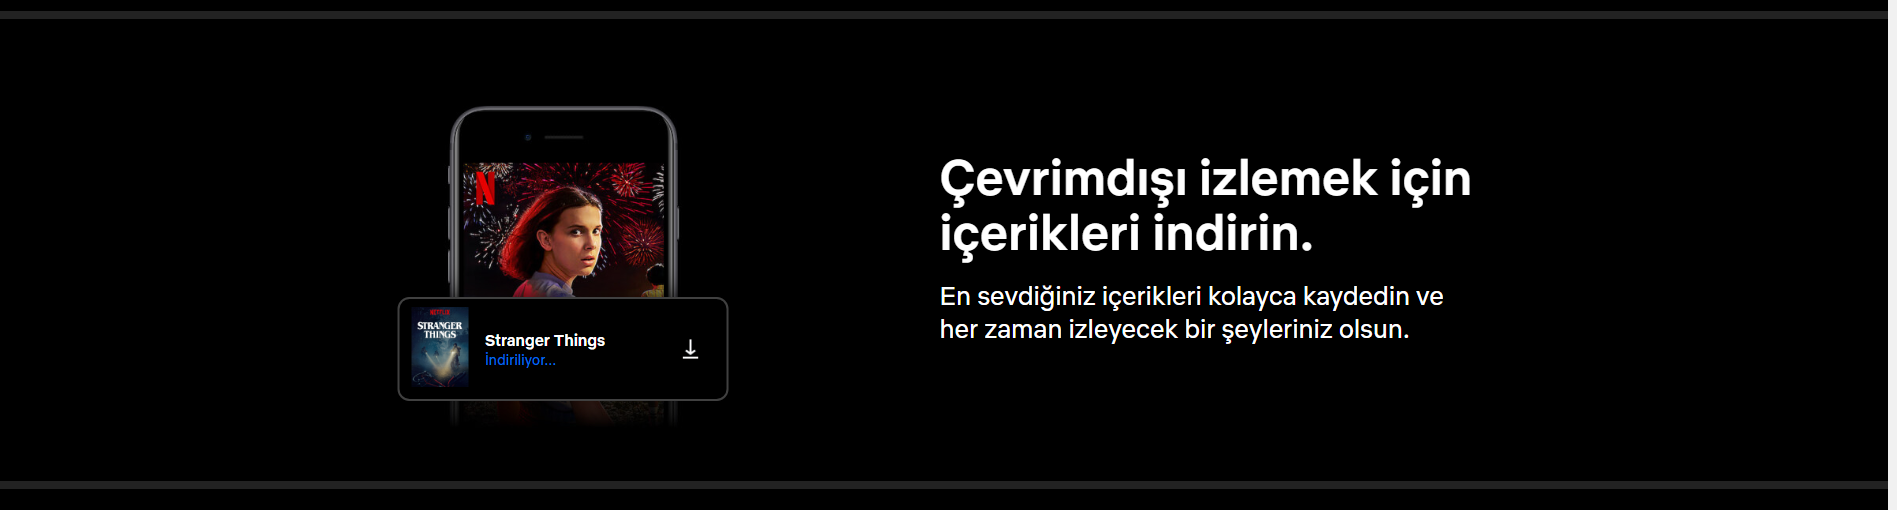 Çevrimdışı izlemek için
içerikleri indirin.
En sevdiğiniz içerikleri kolayca kaydedin ve
her zaman izleyecek bir şeyleriniz olsun.
N
NETFLIX
STRANGER
THINGS
Stranger Things
İndiriliyor...